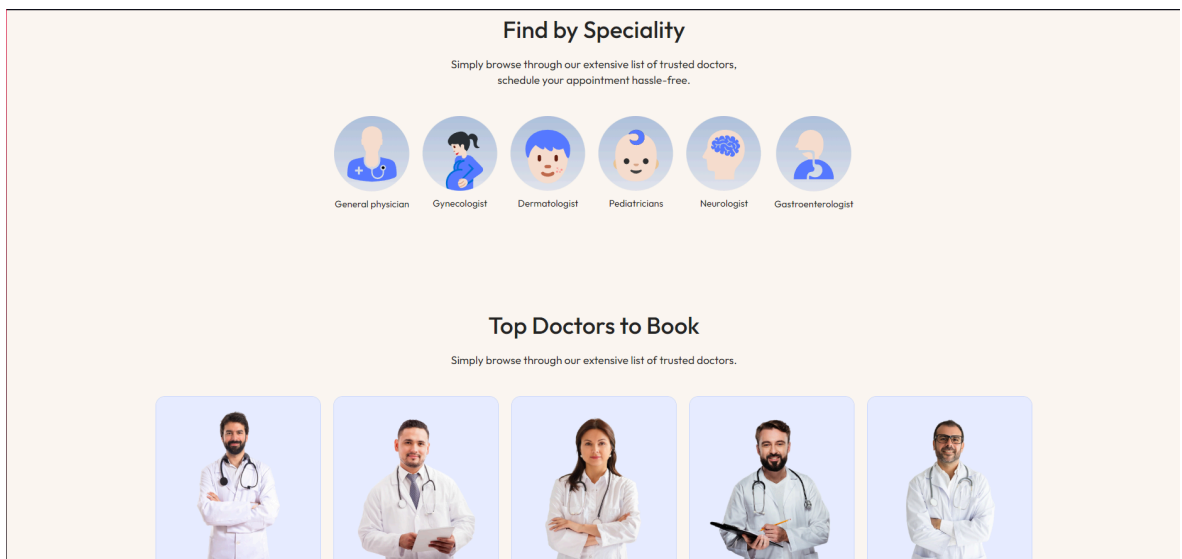 Find by Speciality
Simply browse through our extensive list of trusted doctors,
schedule your appointment hassle-free.
General physician
Gynecologist
Dermatologist
Pediatricians
Neurologist
Gastroenterologist
Top Doctors to Book
Simply browse through our extensive list of trusted doctors.